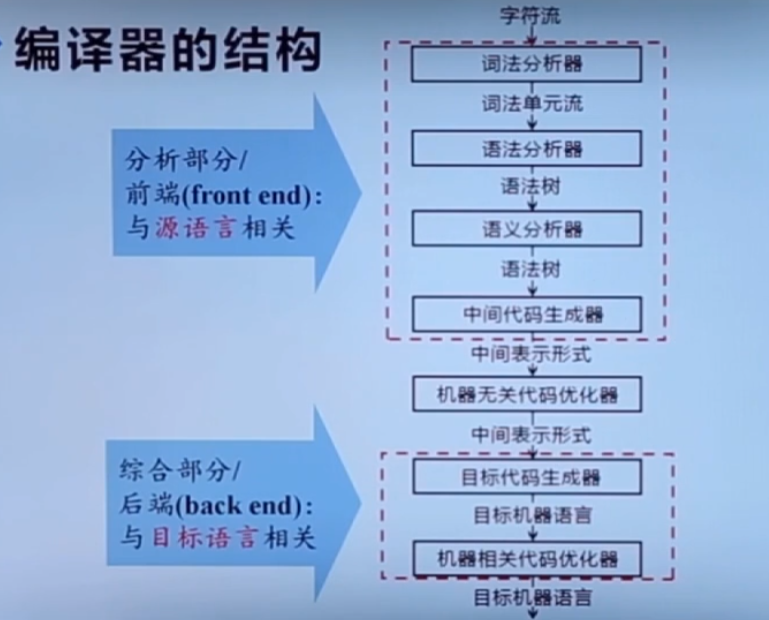 编译器的结构
分析部分/
前端(front end):
与源语言相关
综合部分/
后端(back end):
与目标语言相关
字符流
词法分析器
词法单元流
语法分析器
语法树
语义分析器
语法树
中间代码生成器
中间表示形式
机器无关代码优化器
中间表示形式
目标代码生成器
目标机器语言
机器相关代码优化器
目标机器语言